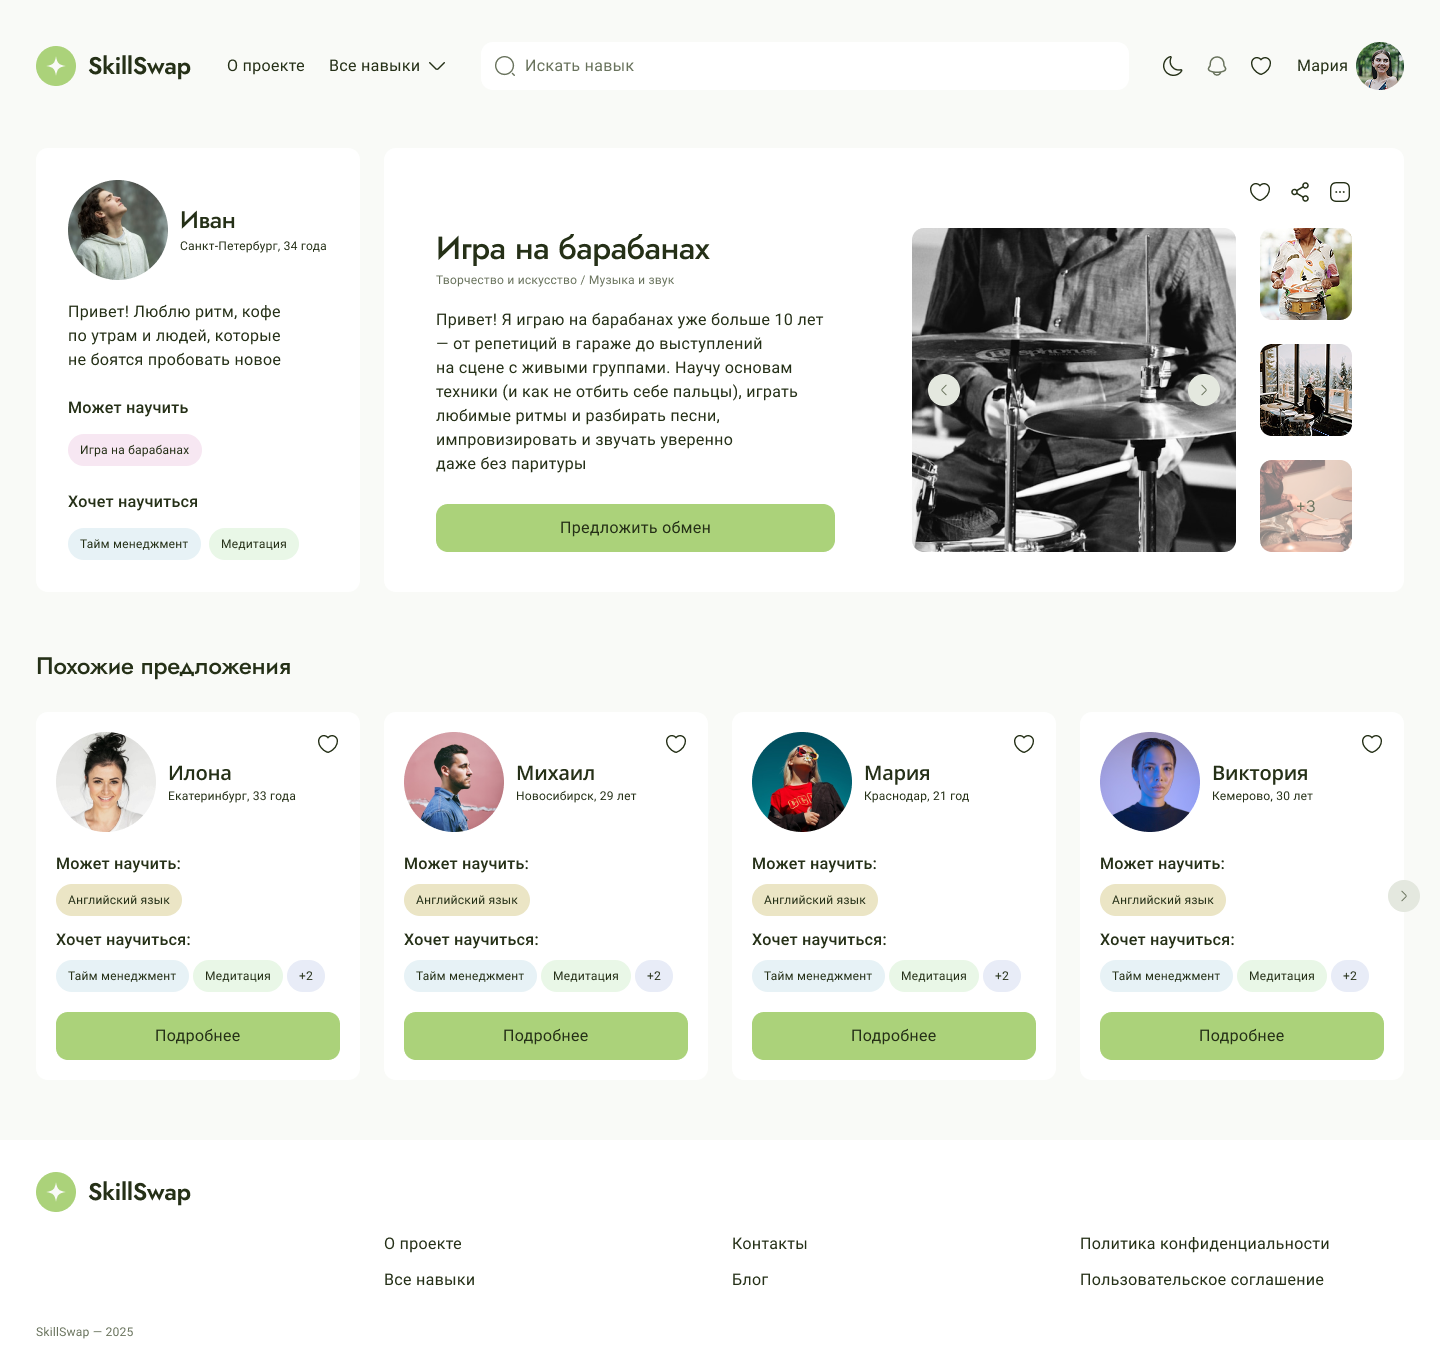 SkillSwap
О проекте
Все навыки
Искать навык
Мария
Иван
Санкт-Петербург, 34 года
Привет! Люблю ритм, кофе
по утрам и людей, которые
не боятся пробовать новое
Может научить
Игра на барабанах
Хочет научиться
Тайм менеджмент
Медитация
Игра на барабанах
Творчество и искусство / Музыка и звук
Привет! Я играю на барабанах уже больше 10 лет
— от репетиций в гараже до выступлений
на сцене с живыми группами. Научу основам
техники (и как не отбить себе пальцы), играть
любимые ритмы и разбирать песни,
импровизировать и звучать уверенно
даже без паритуры
Предложить обмен
+3
Похожие предложения
Илона
Екатеринбург, 33 года
Может научить:
Английский язык
Хочет научиться:
Тайм менеджмент
Медитация
+2
Подробнее
Михаил
Новосибирск, 29 лет
Может научить:
Английский язык
Хочет научиться:
Тайм менеджмент
Медитация
+2
Подробнее
Мария
Краснодар, 21 год
Может научить:
Английский язык
Хочет научиться:
Тайм менеджмент
Медитация
+2
Подробнее
Виктория
Кемерово, 30 лет
Может научить:
Английский язык
Хочет научиться:
Тайм менеджмент
Медитация
+2
Подробнее
SkillSwap
О проекте
Все навыки
Контакты
Блог
Политика конфиденциальности
Пользовательское соглашение
SkillSwap — 2025